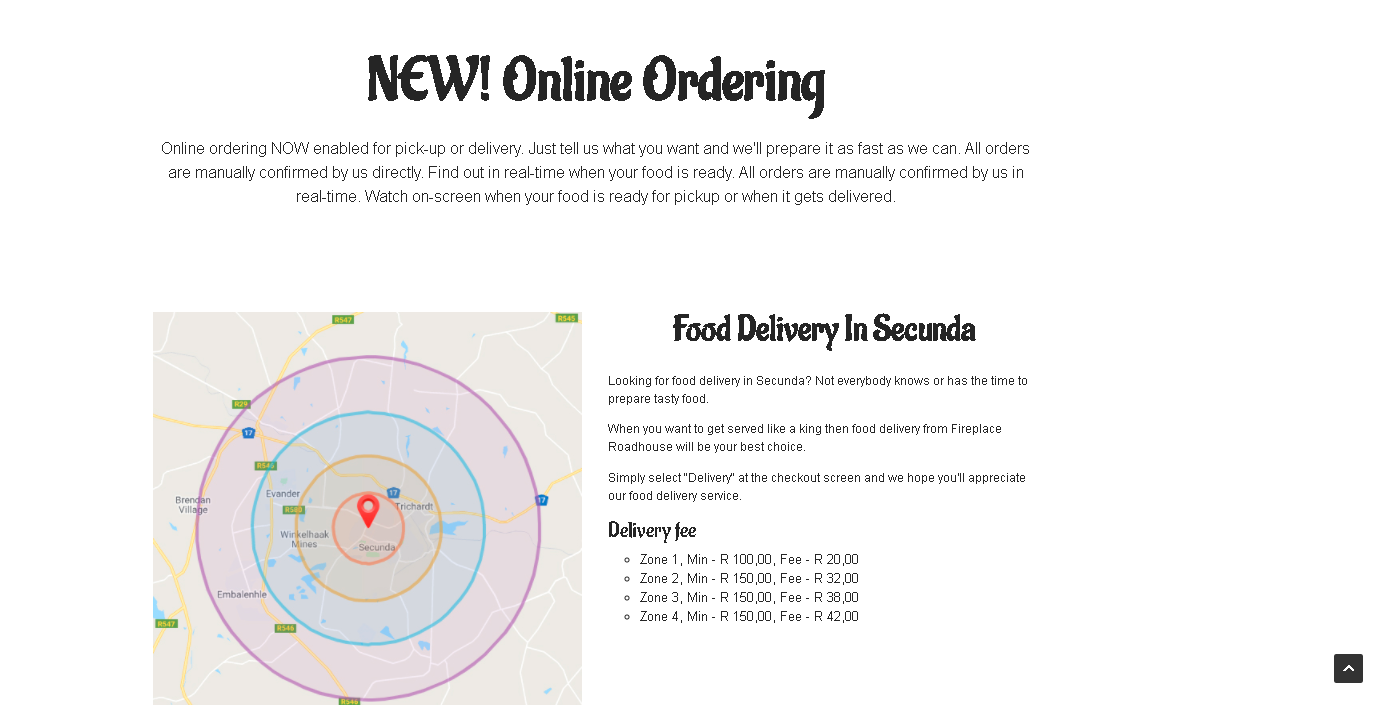 NEW! Online Ordering
Online ordering NOW enabled for pick-up or delivery. Just tell us what you want and we'll prepare it as fast as we can. All orders
are manually confirmed by us directly. Find out in real-time when your food is ready. All orders are manually confirmed by us in
real-time. Watch on-screen when your food is ready for pickup or when it gets delivered.
R547
R545
R29
17
R546
Evander
17
17
Brendan
Village
R580
Trichardt
Winkelhaak
Mines
Secunda
Embalenhle
R547
R546
R546
Food Delivery In Secunda
Looking for food delivery in Secunda? Not everybody knows or has the time to
prepare tasty food.
When you want to get served like a king then food delivery from Fireplace
Roadhouse will be your best choice.
Simply select "Delivery" at the checkout screen and we hope you'll appreciate
our food delivery service.
Delivery fee
Zone 1, Min - R 100,00, Fee - R 20,00
Zone 2, Min - R 150,00, Fee - R 32,00
Zone 3, Min - R 150,00, Fee - R 38,00
Zone 4, Min - R 150,00, Fee - R 42,00